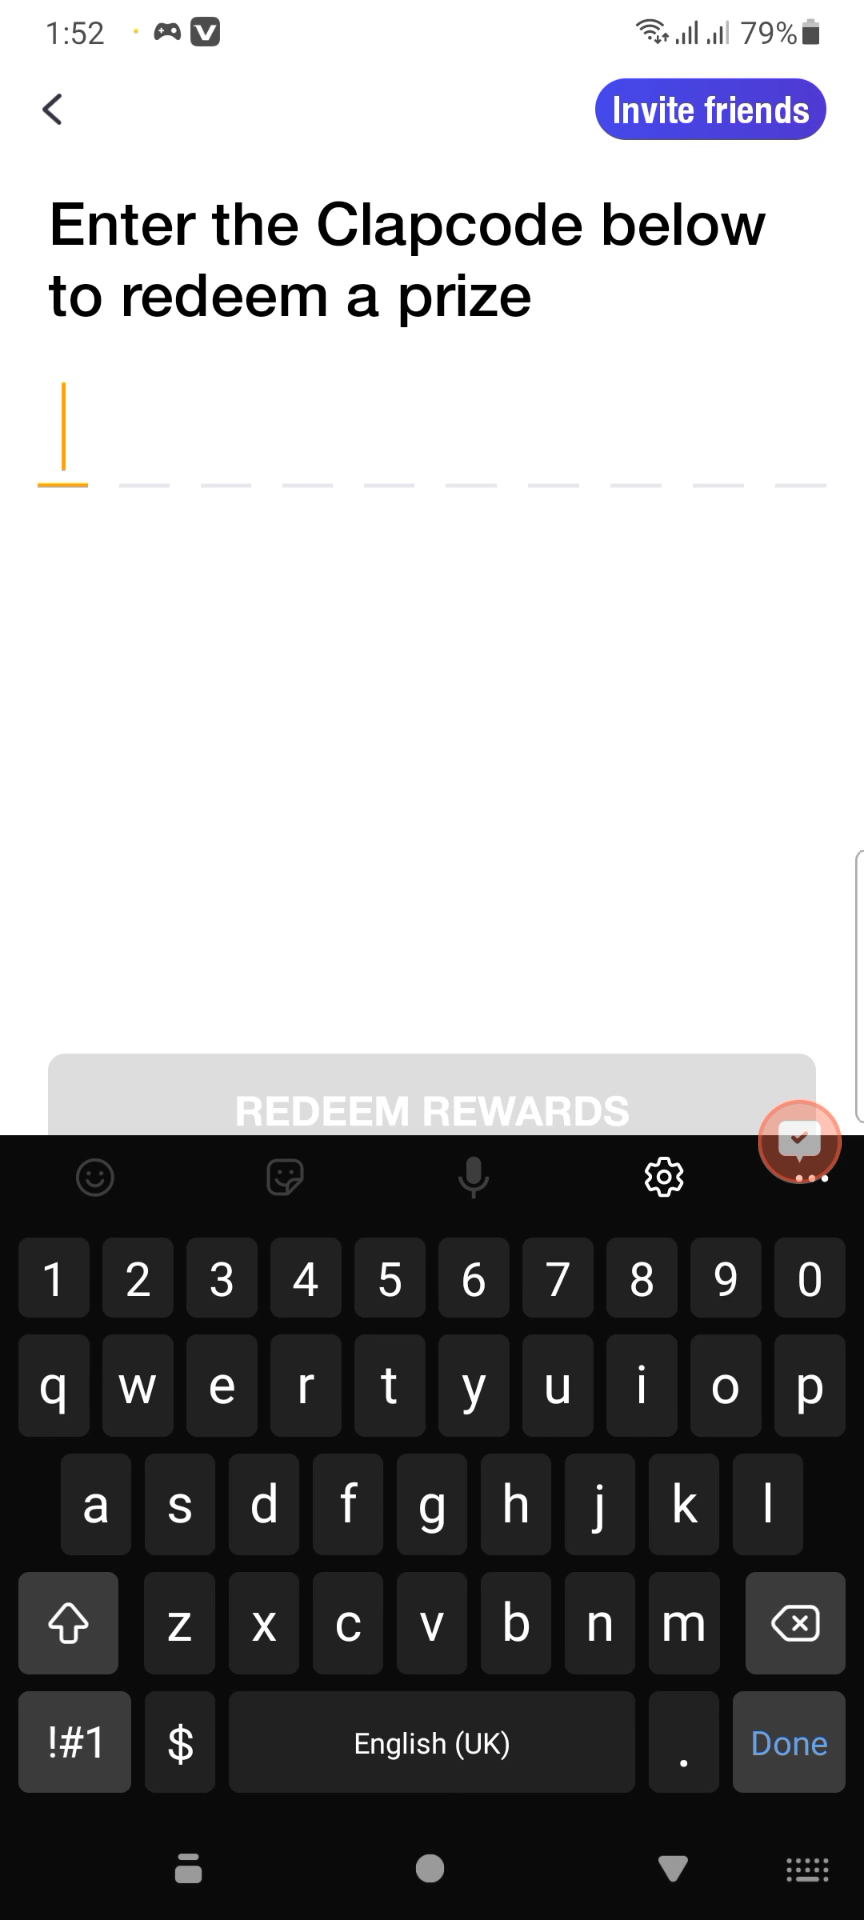 1:52
79%
Invite friends
Enter the Clapcode below
to redeem a prize
REDEEM REWARDS
1 2 3 4 5 6 7 8 9 0
q w e r t y u i o p
a s d f g h j k l
z x c v b n m
!#1 $ English (UK) . Done